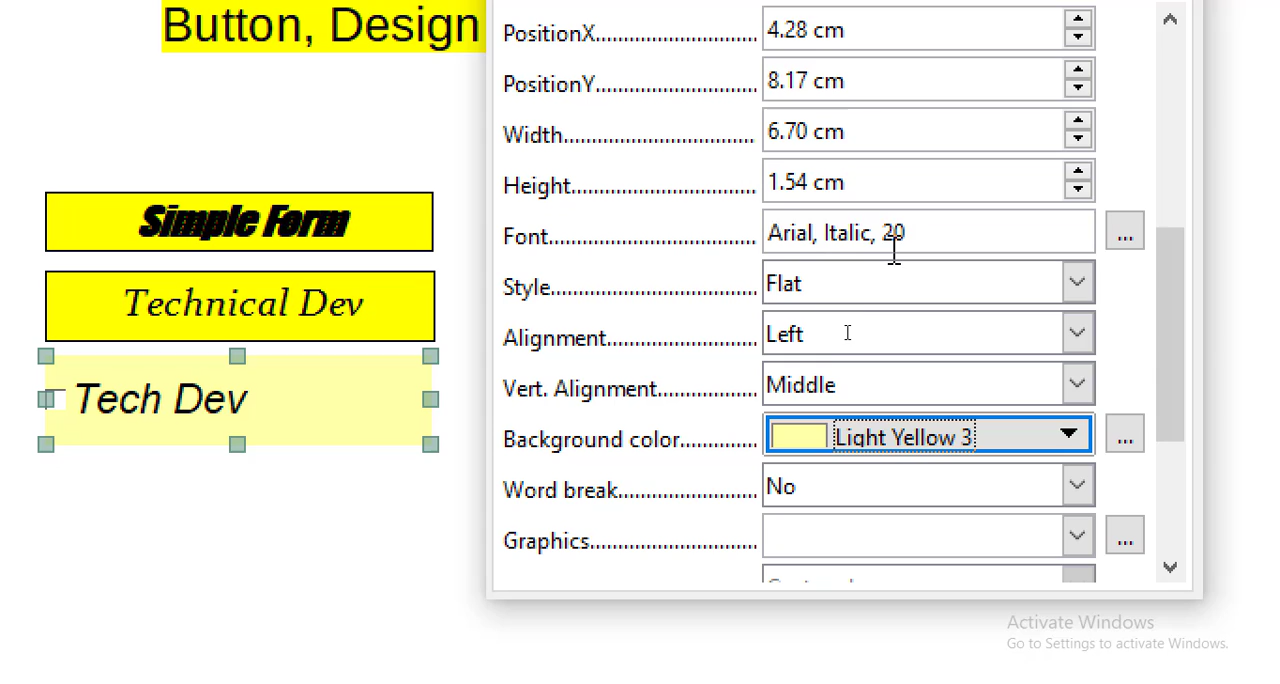 Button, Design
Simple Form
Technical Dev
Tech Dev
PositionX 4.28 cm
PositionY 8.17 cm
Width 6.70 cm
Height 1.54 cm
Font Arial, Italic, 20 ...
Style Flat
Alignment Left
Vert. Alignment Middle
Background color Light Yellow 3 ...
Word break No
Graphics ...
Activate Windows
Go to Settings to activate Windows.